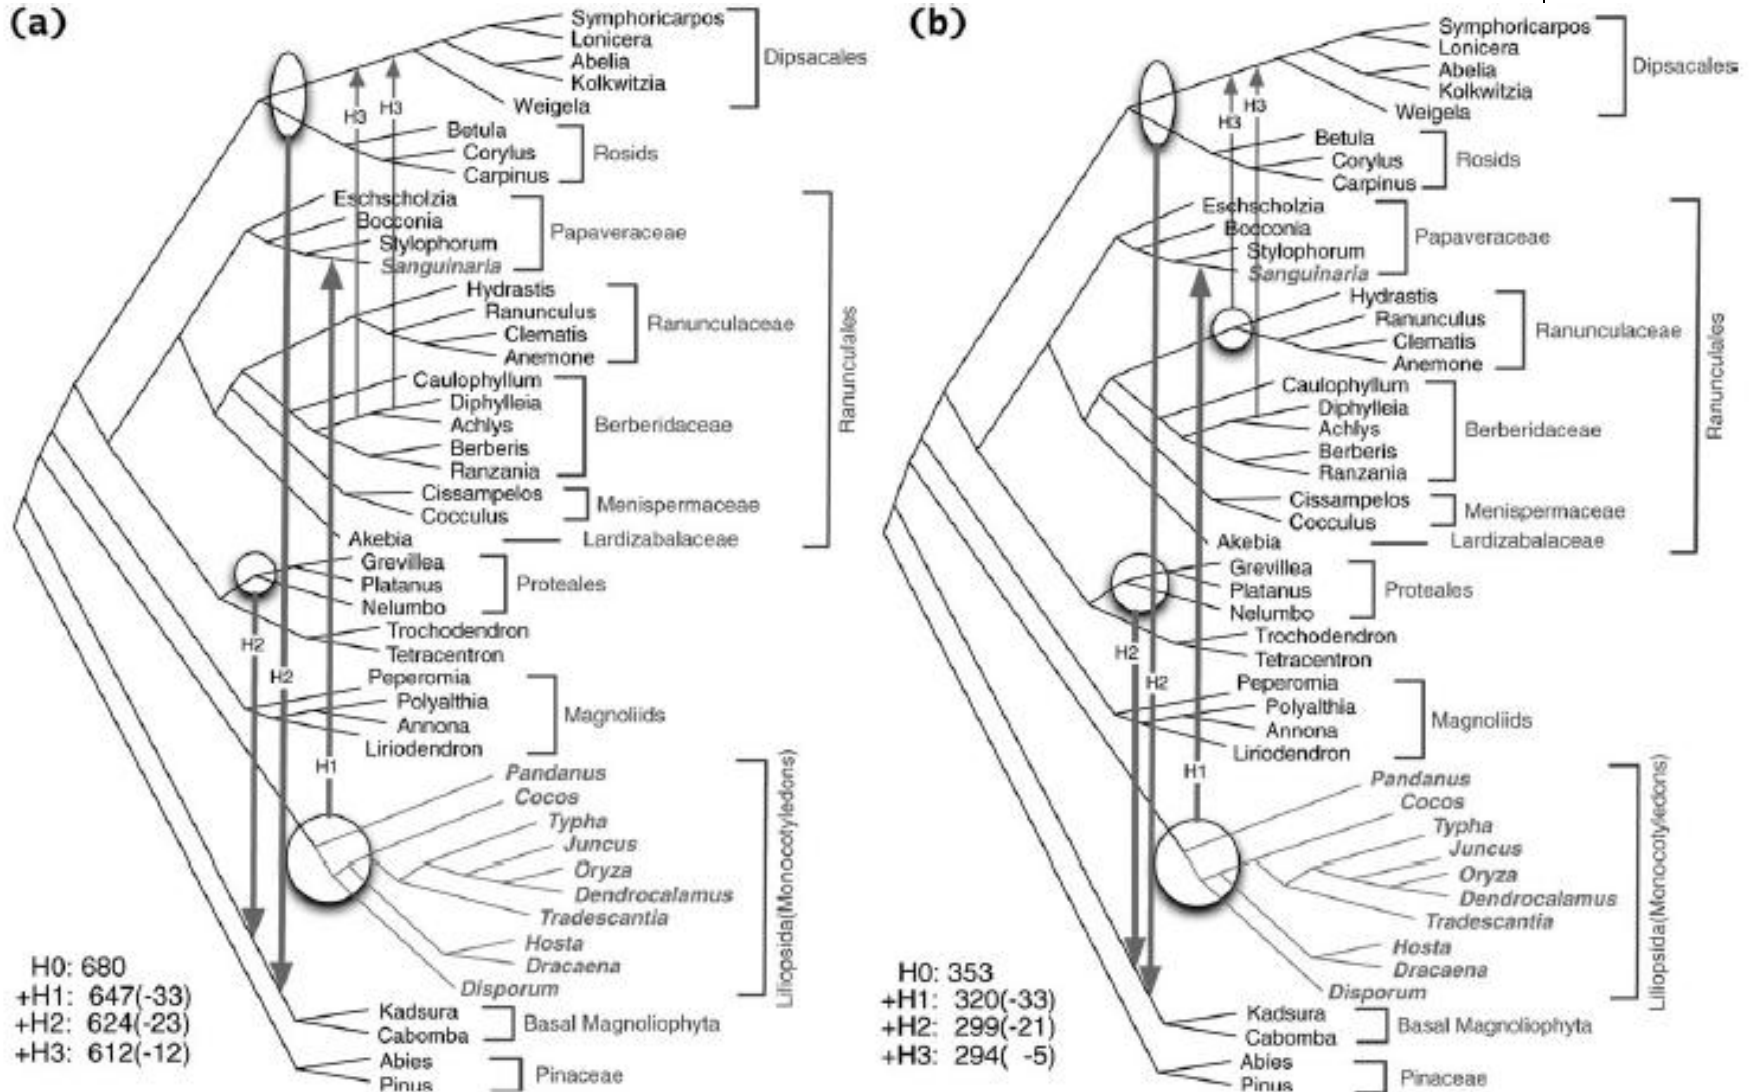 (a)
Symphoricarpos
Lonicera
Abelia
Kolkwitzia
Weigela
Dipsacales
H3
H3
Betula
Corylus
Carpinus
Rosids
Eschscholzia
Bocconia
Stylophorum
Sanguinaria
Papaveraceae
Hydrastis
Ranunculus
Clematis
Anemone
Ranunculaceae
Caulophyllum
Diphylleia
Achlys
Berberis
Ranzania
Berberidaceae
Cissampelos
Cocculus
Menispermaceae
Akebia
Lardizabalaceae
Ranunculales
Grevillea
Platanus
Nelumbo
Proteales
Trochodendron
Tetracentron
H2
H2
Peperomia
Polyalthia
Annona
Liriodendron
Magnoliids
H1
Pandanus
Cocos
Typha
Juncus
Oryza
Dendrocalamus
Tradescantia
Hosta
Dracaena
Disporum
Liliopsida(Monocotyledons)
Kadsura
Cabomba
Basal Magnoliophyta
Abies
Pinus
Pinaceae
H0: 680
+H1: 647(-33)
+H2: 624(-23)
+H3: 612(-12)
(b)
Symphoricarpos
Lonicera
Abelia
Kolkwitzia
Weigela
Dipsacales
H3
H3
Betula
Corylus
Carpinus
Rosids
Eschscholzia
Bocconia
Stylophorum
Sanguinaria
Papaveraceae
Hydrastis
Ranunculus
Clematis
Anemone
Ranunculaceae
Caulophyllum
Diphylleia
Achlys
Berberis
Ranzania
Berberidaceae
Cissampelos
Cocculus
Menispermaceae
Akebia
Lardizabalaceae
Ranunculales
Grevillea
Platanus
Nelumbo
Proteales
Trochodendron
Tetracentron
H2
H2
Peperomia
Polyalthia
Annona
Liriodendron
Magnoliids
H1
Pandanus
Cocos
Typha
Juncus
Oryza
Dendrocalamus
Tradescantia
Hosta
Dracaena
Disporum
Liliopsida(Monocotyledons)
Kadsura
Cabomba
Basal Magnoliophyta
Abies
Pinus
Pinaceae
H0: 353
+H1: 320(-33)
+H2: 299(-21)
+H3: 294( -5)